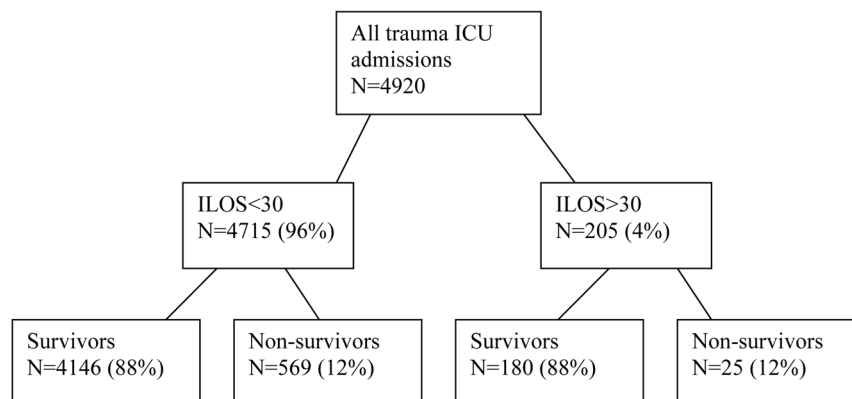 All trauma ICU
admissions
N=4920
ILOS<30
N=4715 (96%)
ILOS>30
N=205 (4%)
Survivors
N=4146 (88%)
Non-survivors
N=569 (12%)
Survivors
N=180 (88%)
Non-survivors
N=25 (12%)